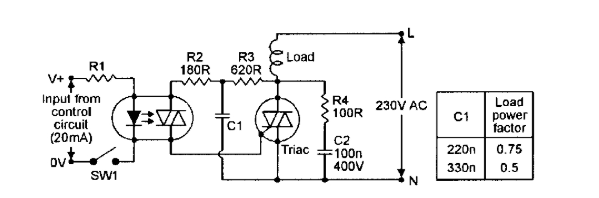 L
R1
R2
180R
R3
620R
Load
V+
Input from
control
circuit
(20mA)
0V
SW1
C1
Triac
R4
100R
C2
100n
400V
230V AC
N
C1 Load power factor
220n 0.75
330n 0.5